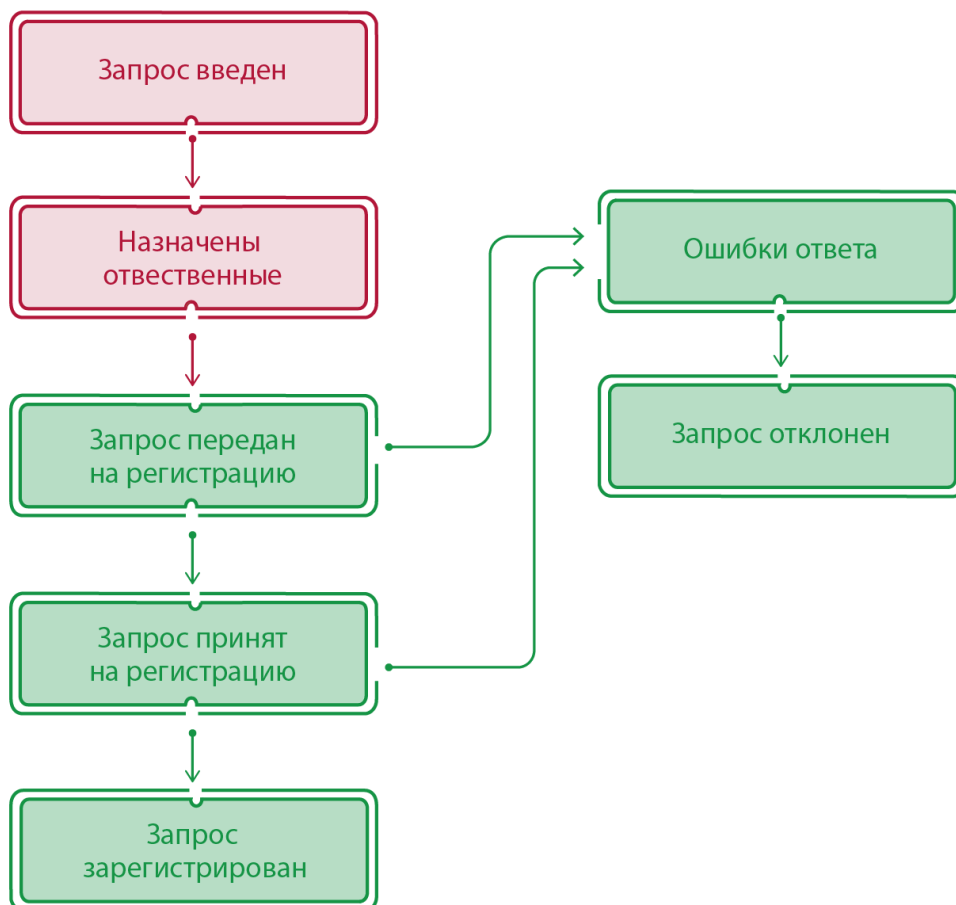 Запрос введен
Назначены
отвественные
Запрос передан
на регистрацию
Запрос принят
на регистрацию
Запрос
зарегистрирован
Ошибки ответа
Запрос отклонен